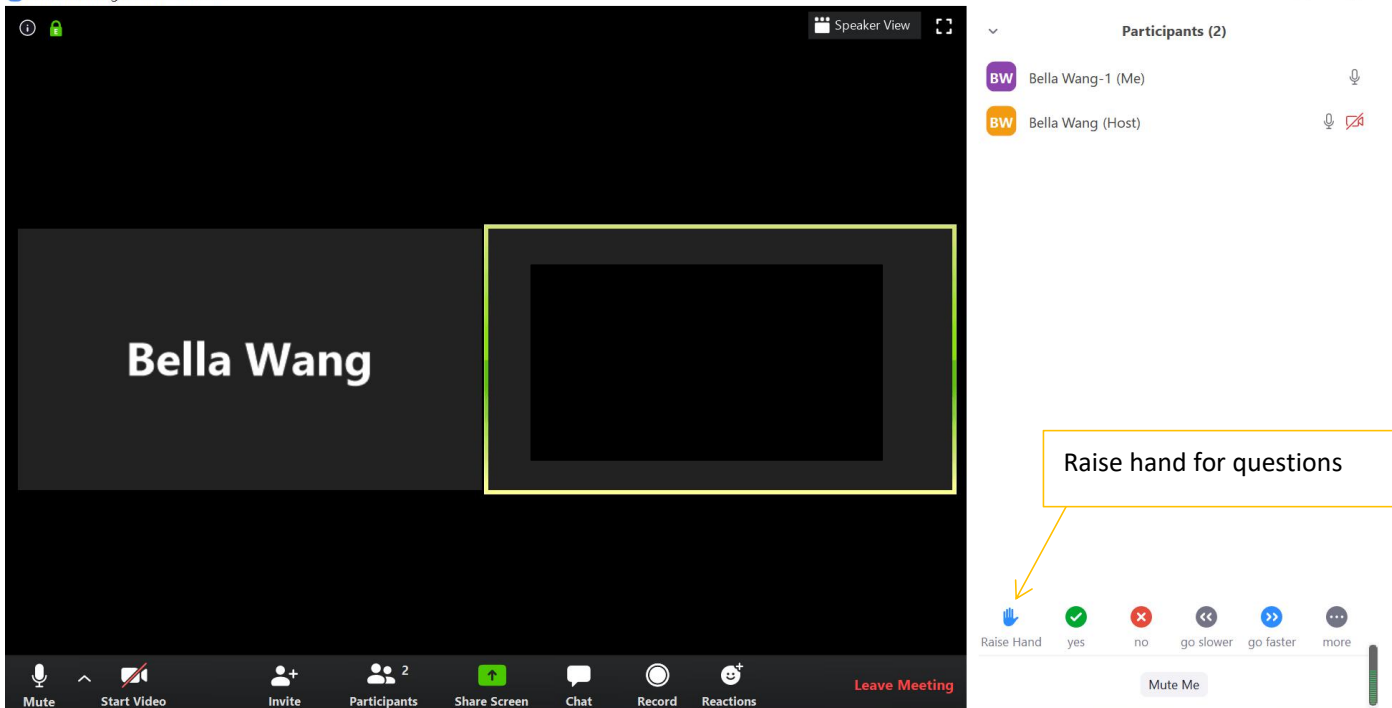 Speaker View
Participants (2)
BW Bella Wang-1 (Me)
BW Bella Wang (Host)
Bella Wang
Raise hand for questions
Raise Hand yes no go slower go faster more
Mute Me
Mute Start Video Invite Participants 2 Share Screen Chat Record Reactions Leave Meeting